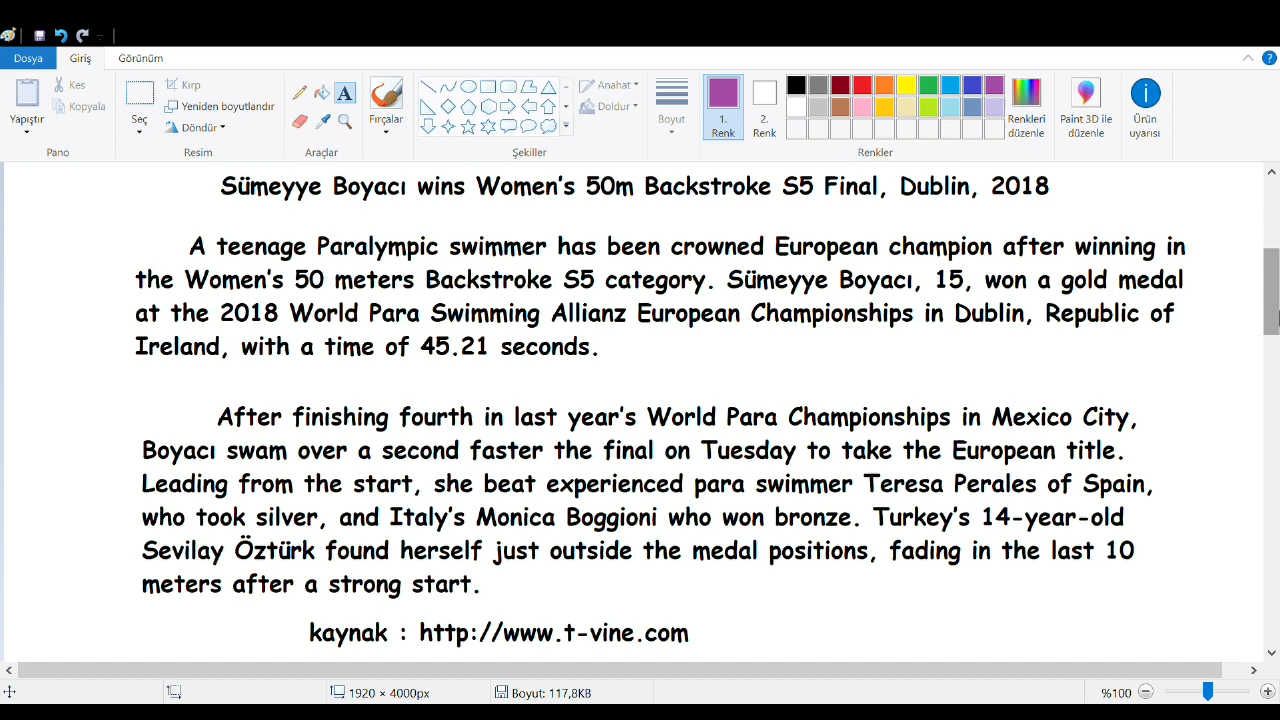 Dosya Giriş Görünüm
Yapıştır
Kes
Kopyala
Pano
Seç
Kırp
Yeniden boyutlandır
Döndür
Resim
A
Araçlar
Fırçalar
Şekiller
Anahat
Doldur
Boyut
1. Renk
2. Renk
Renkler
Renkleri düzenle
Paint 3D ile düzenle
Ürün uyarısı
Sümeyye Boyacı wins Women's 50m Backstroke S5 Final, Dublin, 2018
A teenage Paralympic swimmer has been crowned European champion after winning in
the Women's 50 meters Backstroke S5 category. Sümeyye Boyacı, 15, won a gold medal
at the 2018 World Para Swimming Allianz European Championships in Dublin, Republic of
Ireland, with a time of 45.21 seconds.
After finishing fourth in last year's World Para Championships in Mexico City,
Boyacı swam over a second faster the final on Tuesday to take the European title.
Leading from the start, she beat experienced para swimmer Teresa Perales of Spain,
who took silver, and Italy's Monica Boggioni who won bronze. Turkey's 14-year-old
Sevilay Öztürk found herself just outside the medal positions, fading in the last 10
meters after a strong start.
kaynak : http://www.t-vine.com
1920 × 4000px
Boyut: 117,8KB
%100